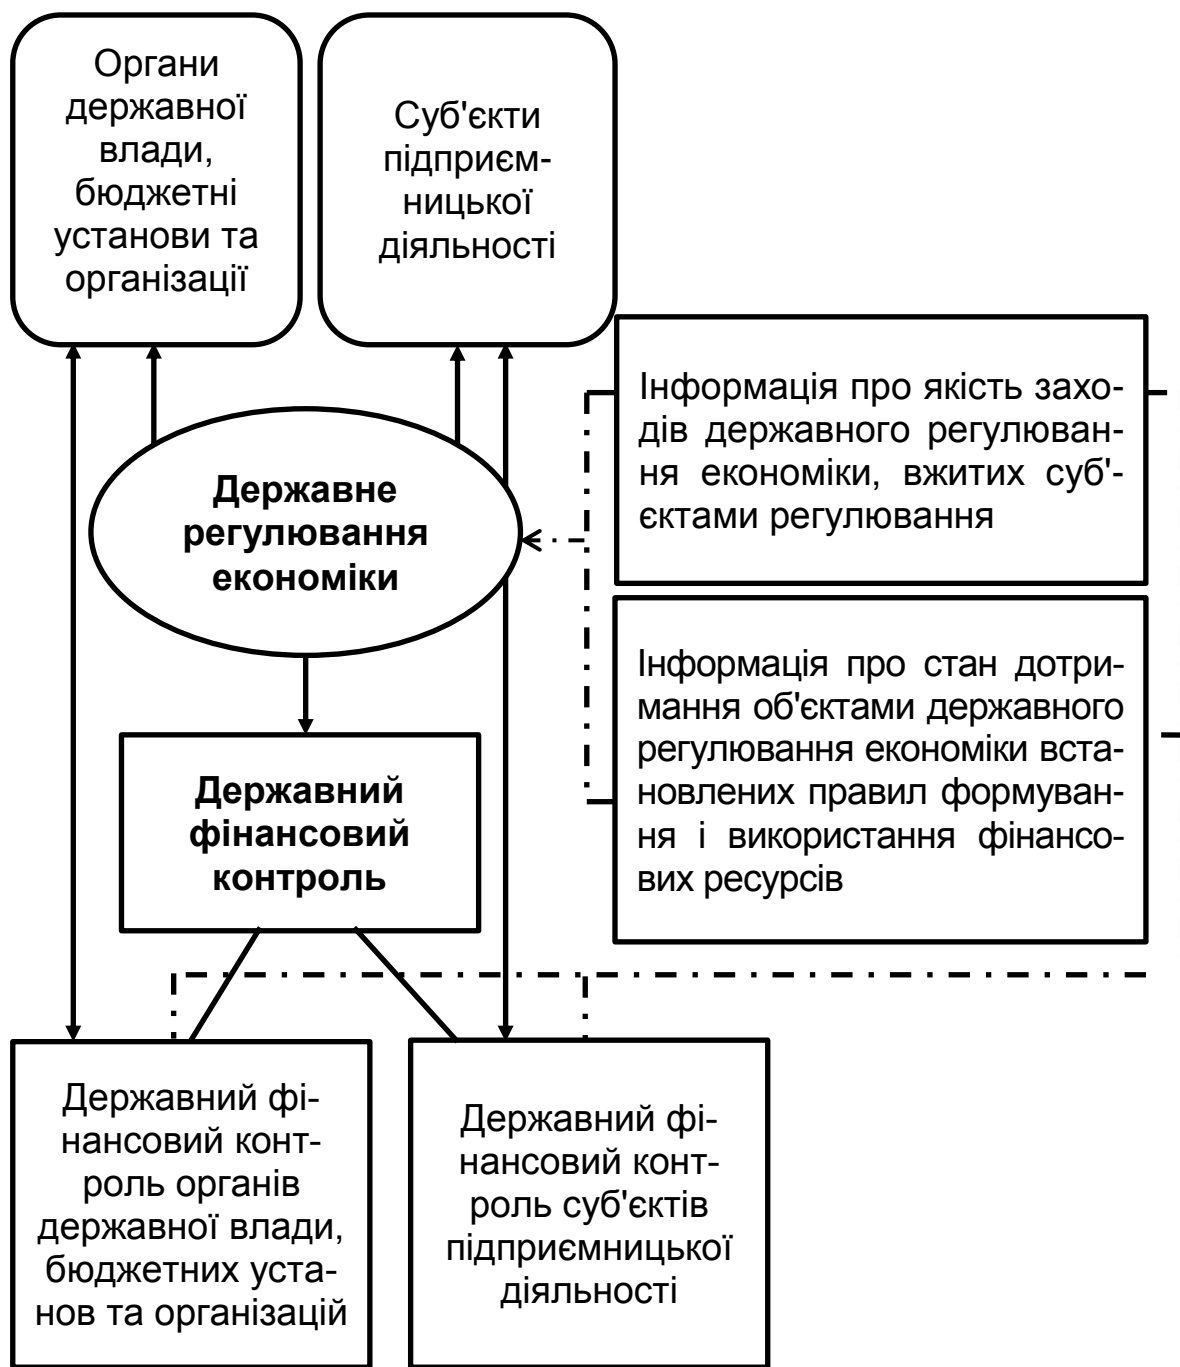 Органи
державної
влади,
бюджетні
установи та
організації
Суб'єкти
підприєм-
ницької
діяльності
Інформація про якість захо-
дів державного регулюван-
ня економіки, вжитих суб'-
єктами регулювання
Державне
регулювання
економіки
Інформація про стан дотри-
мання об'єктами державного
регулювання економіки вста-
новлених правил формуван-
ня і використання фінансо-
вих ресурсів
Державний
фінансовий
контроль
Державний фі-
нансовий конт-
роль органів
державної влади,
бюджетних уста-
нов та організацій
Державний фі-
нансовий конт-
роль суб'єктів
підприємницької
діяльності